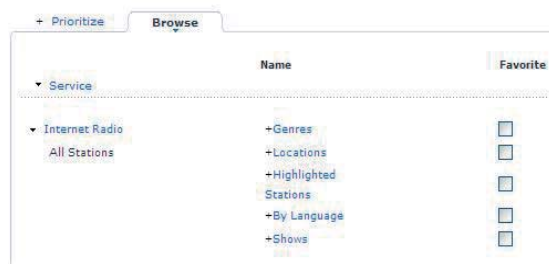 + Prioritize Browse
Name Favorite
Service
Internet Radio +Genres
All Stations +Locations
+Highlighted
Stations
+By Language
+Shows